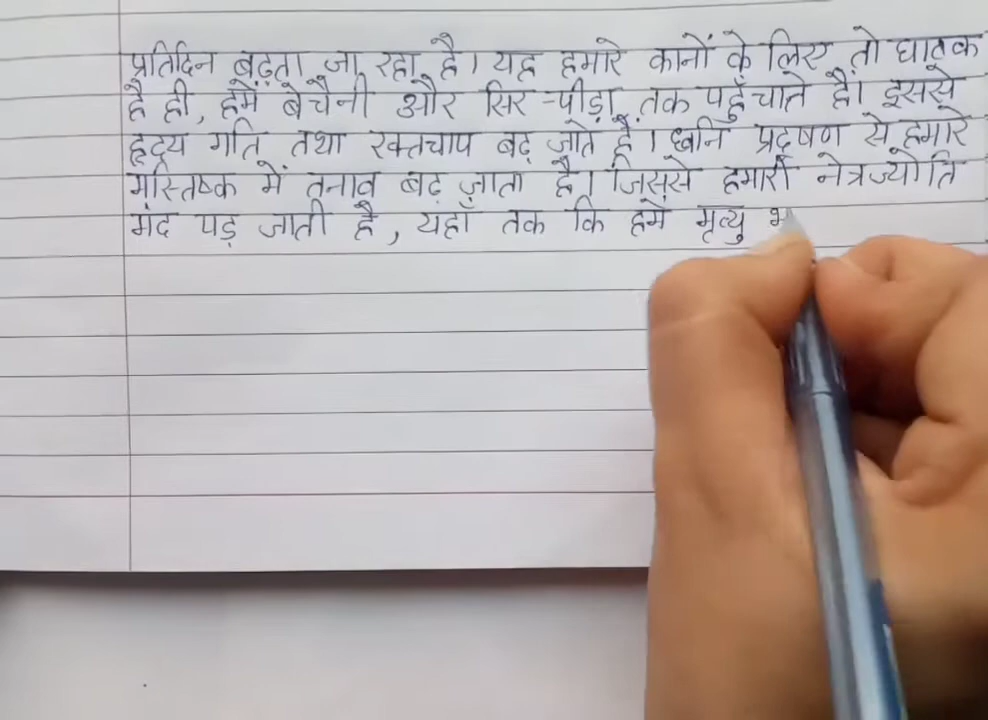 प्रतिदिन बढ़ता जा रहा है। यह हमारे कानों के लिए तो घातक
है ही, हमें बेचैनी और सिर-पीड़ा तक पहुँचाते है। इससे
हृदय गति तथा रक्तचाप बढ़ जाते है। ध्वनि प्रदूषण से हमारे
मस्तिष्क में तनाव बढ़ ज़ाता है। जिससे हमारी नेत्रज्योति
मंद पड़ जाती है, यहाँ तक कि हमें मृत्यु